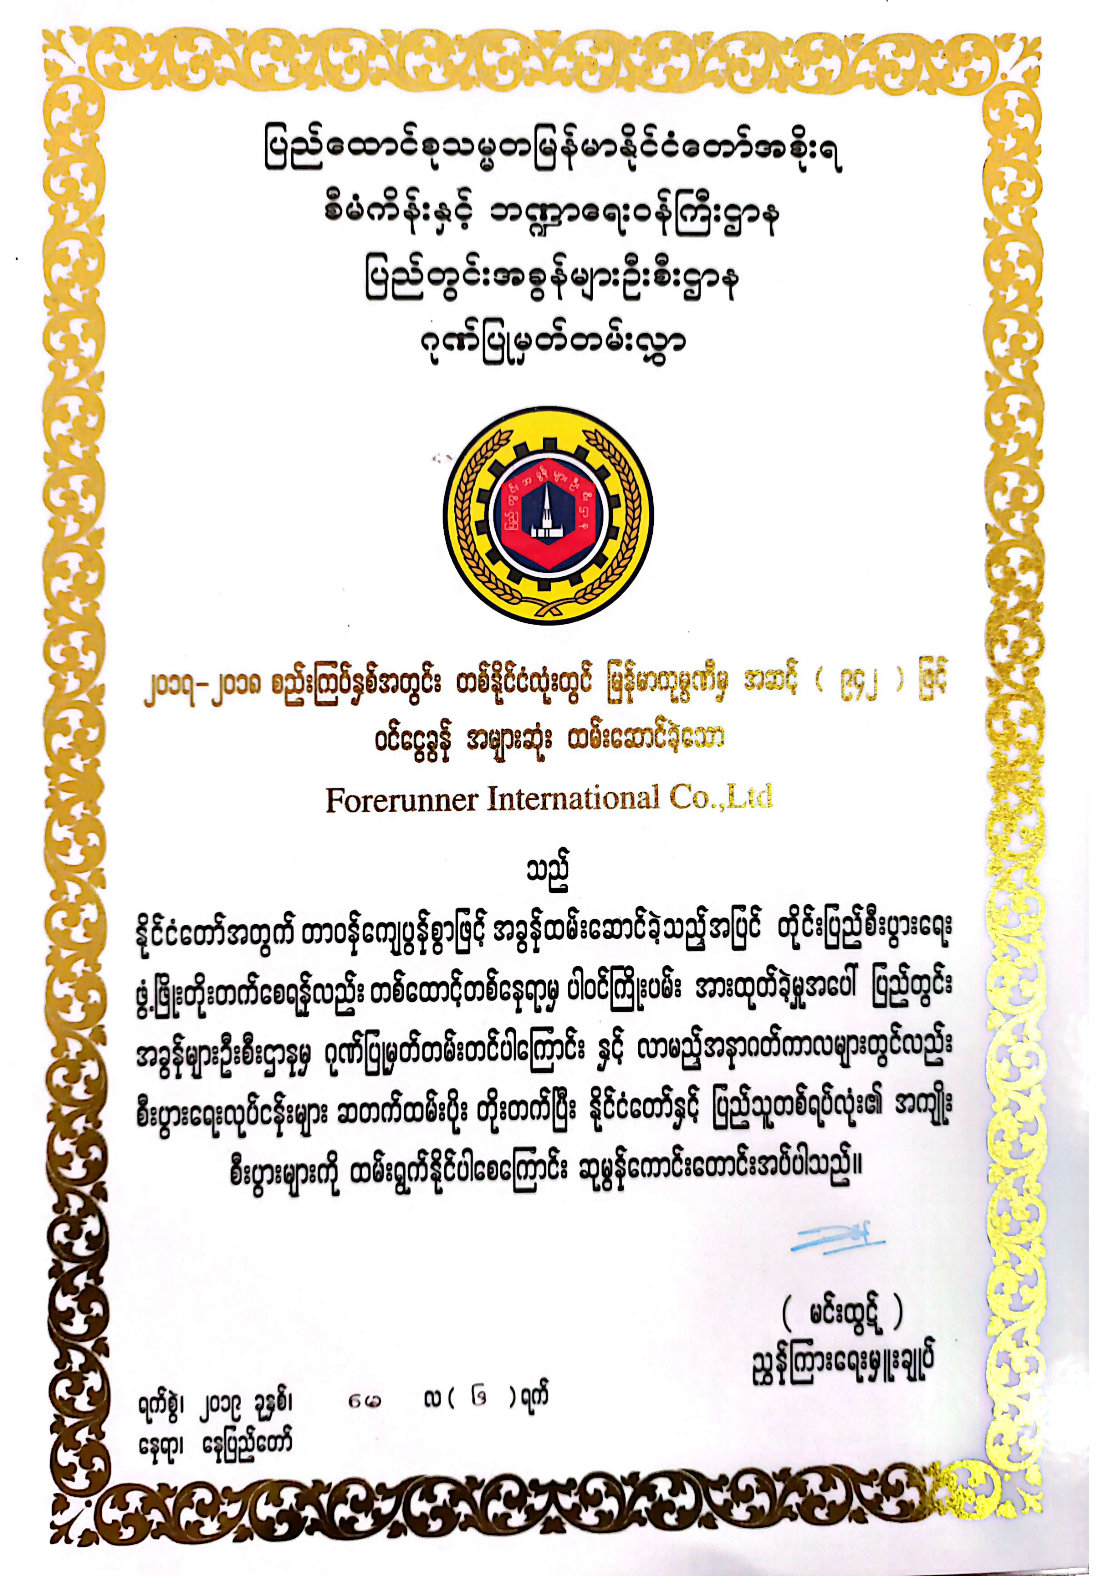 ပြည်ထောင်စုသမ္မတမြန်မာနိုင်ငံတော်အစိုးရ
စီမံကိန်းနှင့် ဘဏ္ဍာရေးဝန်ကြီးဌာန
ပြည်တွင်းအခွန်များဦးစီးဌာန
ဂုဏ်ပြုမှတ်တမ်းလွှာ
ပြည်တွင်းအခွန်များဦးစီးဌာန
၂၀၁၇-၂၀၁၈ စည်းကြပ်နှစ်အတွင်း တစ်နိုင်ငံလုံးတွင် မြန်မာကုမ္ပဏီမှ အဆင့် ( ၉၄၂ ) ဖြင့်
ဝင်ငွေခွန် အများဆုံး ထမ်းဆောင်ခဲ့သော
Forerunner International Co.,Ltd
သည်
နိုင်ငံတော်အတွက် တာဝန်ကျေပွန်စွာဖြင့် အခွန်ထမ်းဆောင်ခဲ့သည့်အပြင် တိုင်းပြည်စီးပွားရေး
ဖွံ့ဖြိုးတိုးတက်စေရန်လည်း တစ်ထောင့်တစ်နေရာမှ ပါဝင်ကြိုးပမ်း အားထုတ်ခဲ့မှုအပေါ် ပြည်တွင်း
အခွန်များဦးစီးဌာနမှ ဂုဏ်ပြုမှတ်တမ်းတင်ပါကြောင်း နှင့် လာမည့်အနာဂတ်ကာလများတွင်လည်း
စီးပွားရေးလုပ်ငန်းများ ဆတက်ထမ်းပိုး တိုးတက်ပြီး နိုင်ငံတော်နှင့် ပြည်သူတစ်ရပ်လုံး၏ အကျိုး
စီးပွားများကို ထမ်းရွက်နိုင်ပါစေကြောင်း ဆုမွန်ကောင်းတောင်းအပ်ပါသည်။
( မင်းထွဋ် )
ညွှန်ကြားရေးမှူးချုပ်
ရက်စွဲ၊ ၂၀၁၉ ခုနှစ်၊ မေ လ ( ၆ ) ရက်
နေရာ၊ နေပြည်တော်